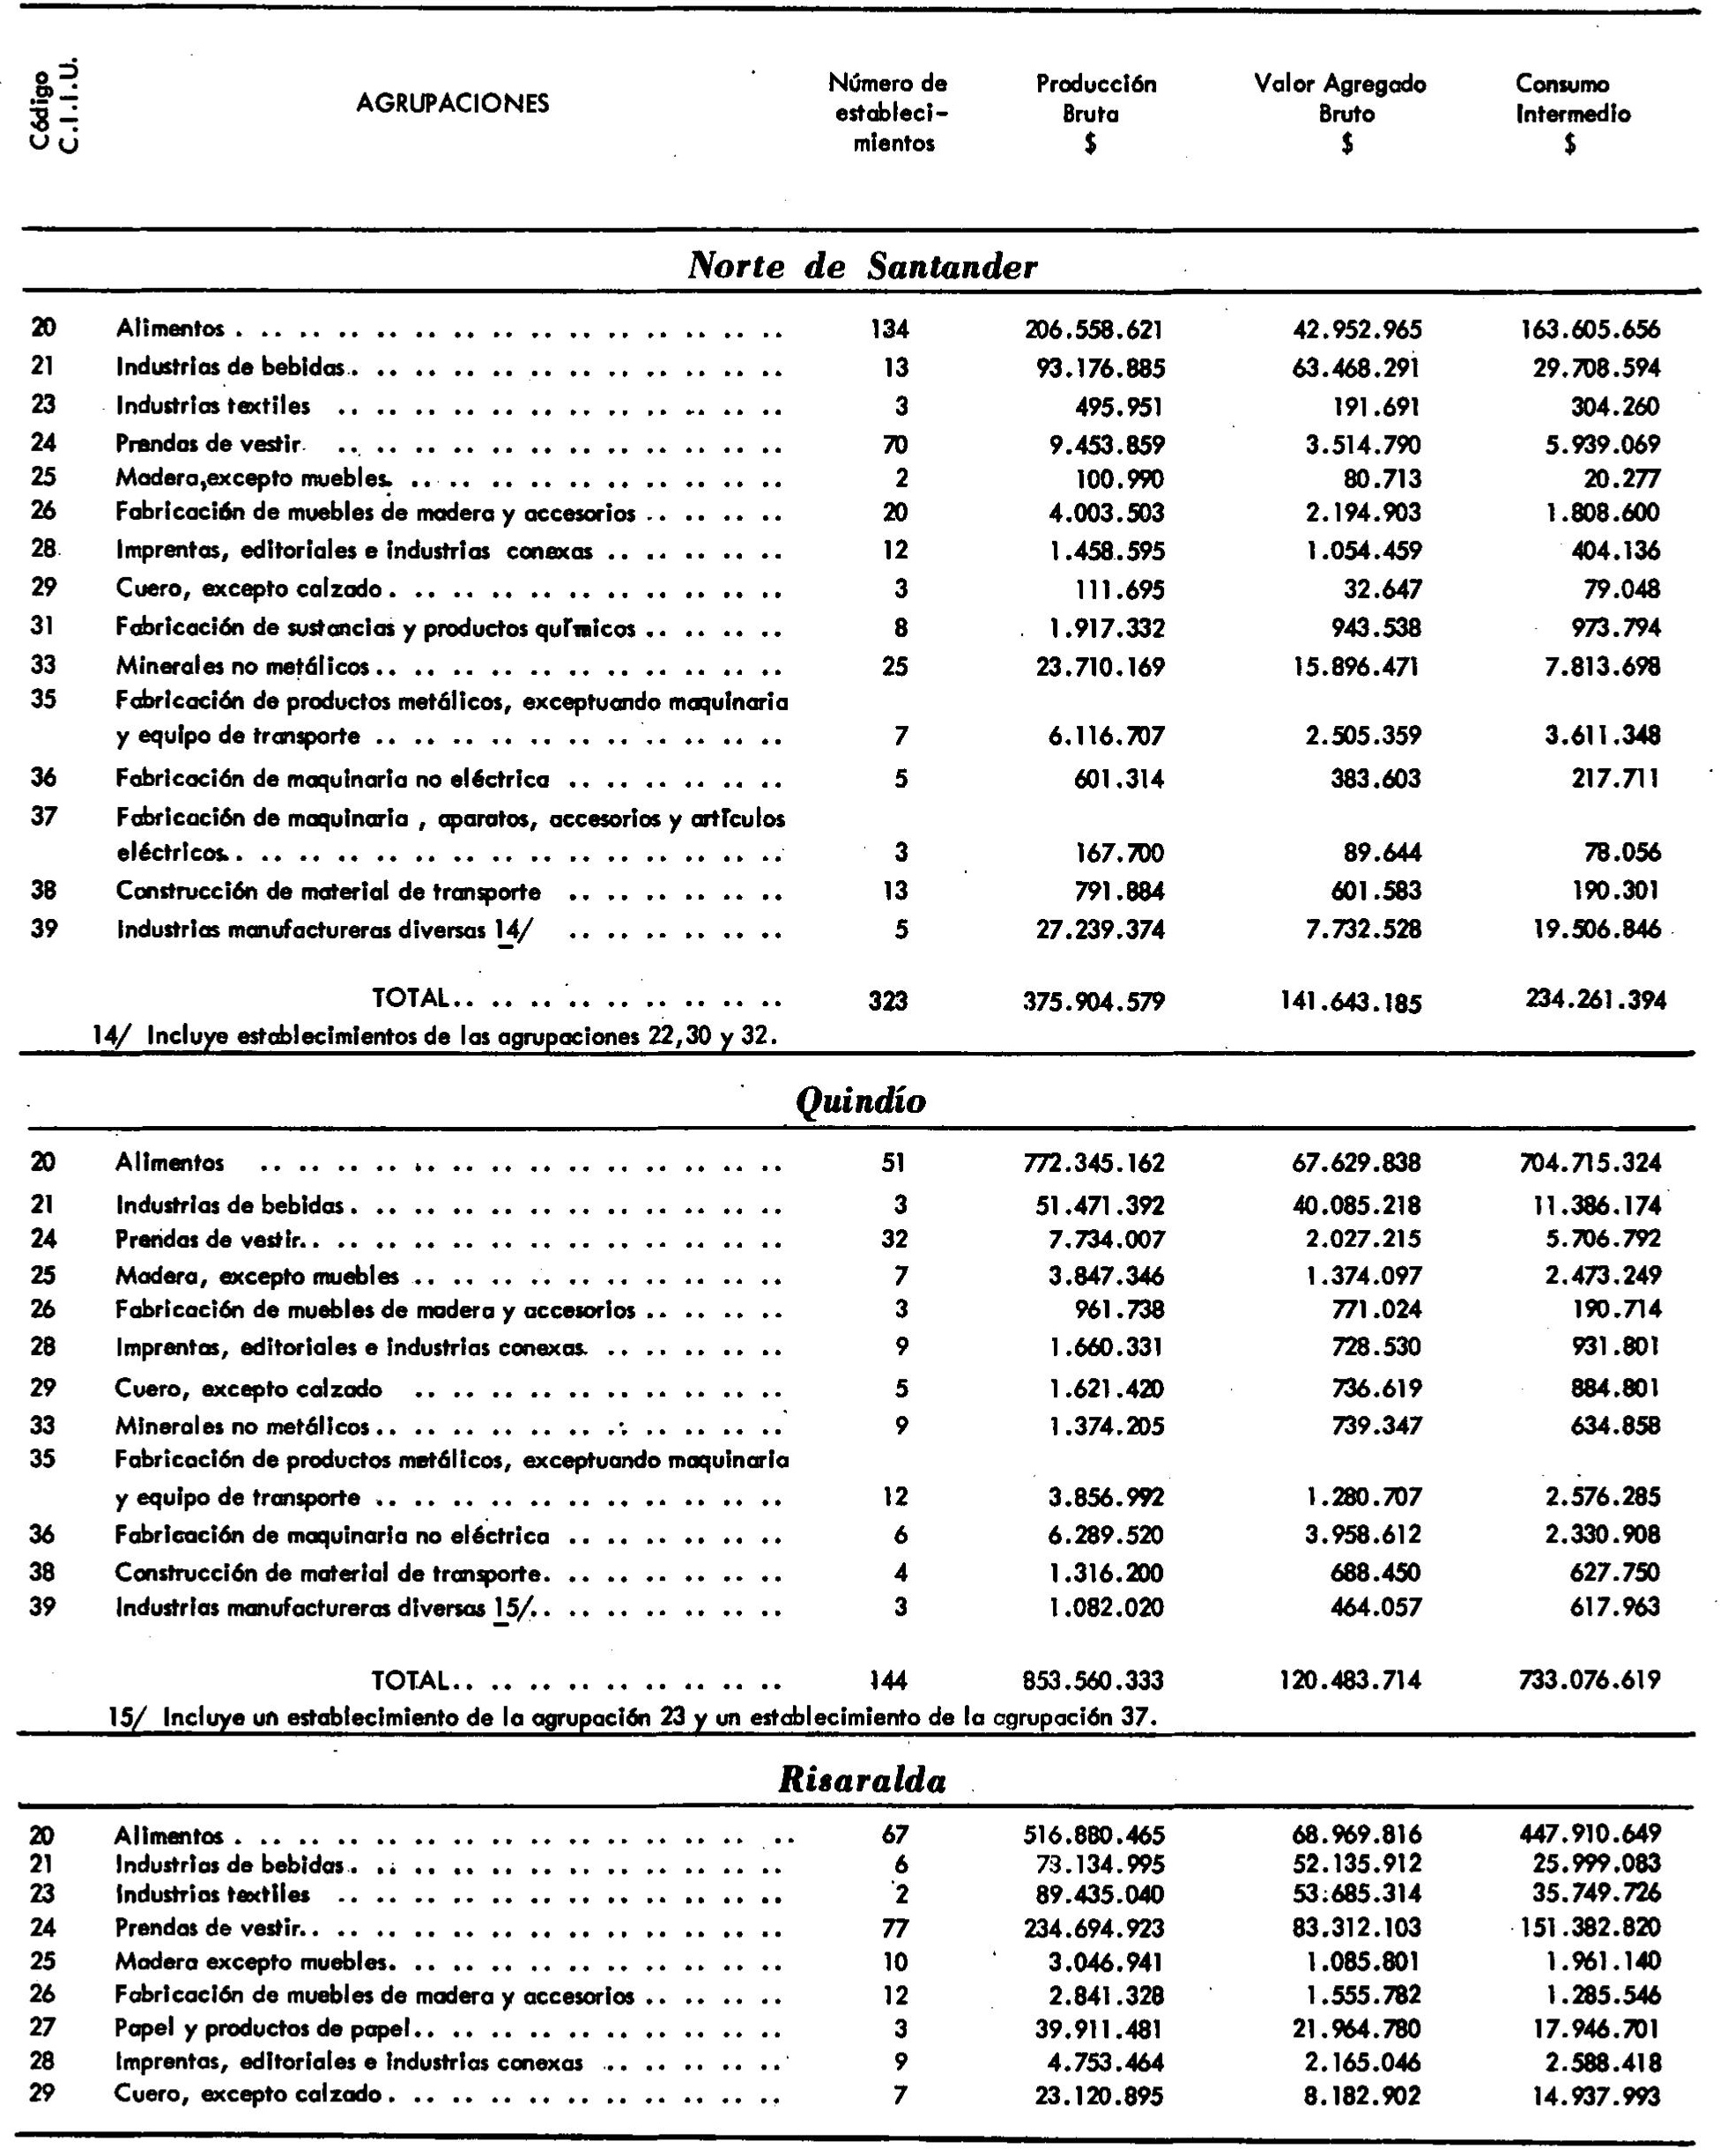 Código C.I.I.U. AGRUPACIONES Número de estableci-mientos Producción Bruta $ Valor Agregado Bruto $ Consumo Intermedio $
Norte de Santander
20 Alimentos 134 206.558.621 42.952.965 163.605.656
21 Industrias de bebidas 13 93.176.885 63.468.291 29.708.594
23 Industrias textiles 3 495.951 191.691 304.260
24 Prendas de vestir 70 9.453.859 3.514.790 5.939.069
25 Madera,excepto muebles 2 100.990 80.713 20.277
26 Fabricación de muebles de madera y accesorios 20 4.003.503 2.194.903 1.808.600
28 Imprentas, editoriales e industrias conexas 12 1.458.595 1.054.459 404.136
29 Cuero, excepto calzado 3 111.695 32.647 79.048
31 Fabricación de sustancias y productos químicos 8 1.917.332 943.538 973.794
33 Minerales no metálicos 25 23.710.169 15.896.471 7.813.698
35 Fabricación de productos metálicos, exceptuando maquinaria
y equipo de transporte 7 6.116.707 2.505.359 3.611.348
36 Fabricación de maquinaria no eléctrica 5 601.314 383.603 217.711
37 Fabricación de maquinaria , aparatos, accesorios y artículos
eléctricos 3 167.700 89.644 78.056
38 Construcción de material de transporte 13 791.884 601.583 190.301
39 Industrias manufactureras diversas 14/ 5 27.239.374 7.732.528 19.506.846
TOTAL 323 375.904.579 141.643.185 234.261.394
14/ Incluye establecimientos de las agrupaciones 22,30 y 32.
Quindío
20 Alimentos 51 772.345.162 67.629.838 704.715.324
21 Industrias de bebidas 3 51.471.392 40.085.218 11.386.174
24 Prendas de vestir 32 7.734.007 2.027.215 5.706.792
25 Madera, excepto muebles 7 3.847.346 1.374.097 2.473.249
26 Fabricación de muebles de madera y accesorios 3 961.738 771.024 190.714
28 Imprentas, editoriales e industrias conexas 9 1.660.331 728.530 931.801
29 Cuero, excepto calzado 5 1.621.420 736.619 884.801
33 Minerales no metálicos 9 1.374.205 739.347 634.858
35 Fabricación de productos metálicos, exceptuando maquinaria
y equipo de transporte 12 3.856.992 1.280.707 2.576.285
36 Fabricación de maquinaria no eléctrica 6 6.289.520 3.958.612 2.330.908
38 Construcción de material de transporte 4 1.316.200 688.450 627.750
39 Industrias manufactureras diversas 15/ 3 1.082.020 464.057 617.963
TOTAL 144 853.560.333 120.483.714 733.076.619
15/ Incluye un establecimiento de la agrupación 23 y un establecimiento de la agrupación 37.
Risaralda
20 Alimentos 67 516.880.465 68.969.816 447.910.649
21 Industrias de bebidas 6 78.134.995 52.135.912 25.999.083
23 Industrias textiles 2 89.435.040 53.685.314 35.749.726
24 Prendas de vestir 77 234.694.923 83.312.103 151.382.820
25 Madera excepto muebles 10 3.046.941 1.085.801 1.961.140
26 Fabricación de muebles de madera y accesorios 12 2.841.328 1.555.782 1.285.546
27 Papel y productos de papel 3 39.911.481 21.964.780 17.946.701
28 Imprentas, editoriales e industrias conexas 9 4.753.464 2.165.046 2.588.418
29 Cuero, excepto calzado 7 23.120.895 8.182.902 14.937.993